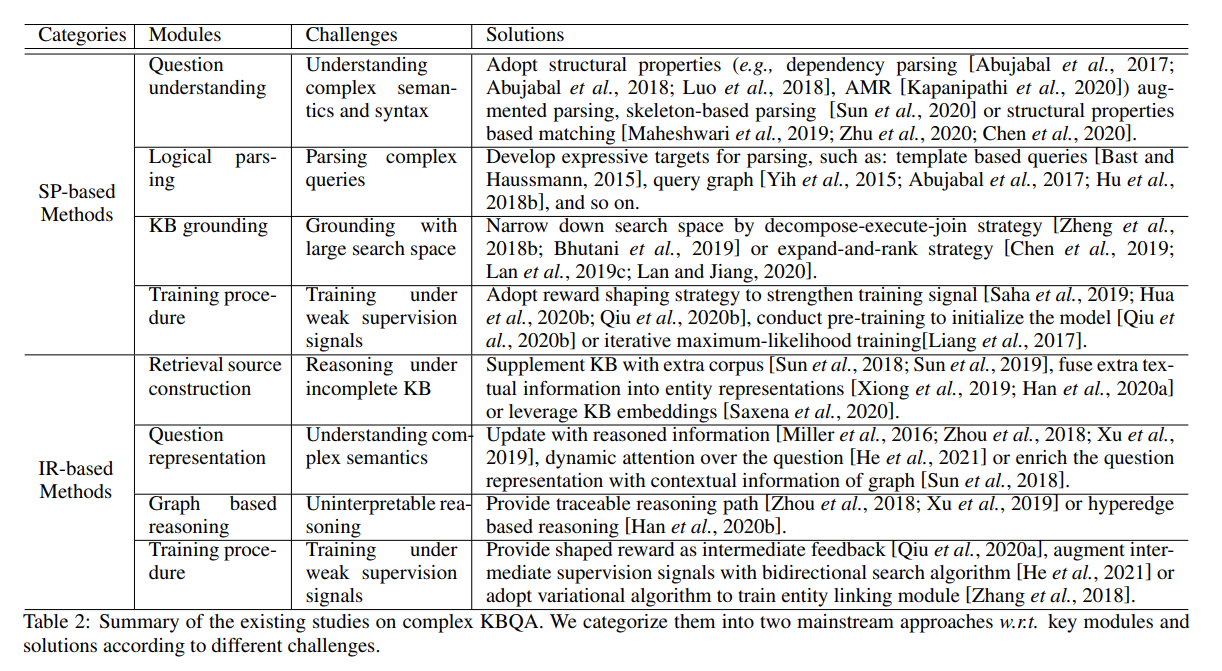 Categories Modules Challenges Solutions
SP-based
Methods
Question
understanding
Understanding
complex seman-
tics and syntax
Adopt structural properties (e.g., dependency parsing [Abujabal et al., 2017;
Abujabal et al., 2018; Luo et al., 2018], AMR [Kapanipathi et al., 2020]) aug-
mented parsing, skeleton-based parsing [Sun et al., 2020] or structural properties
based matching [Maheshwari et al., 2019; Zhu et al., 2020; Chen et al., 2020].
Logical pars-
ing
Parsing complex
queries
Develop expressive targets for parsing, such as: template based queries [Bast and
Haussmann, 2015], query graph [Yih et al., 2015; Abujabal et al., 2017; Hu et al.,
2018b], and so on.
KB grounding
Grounding with
large search space
Narrow down search space by decompose-execute-join strategy [Zheng et al.,
2018b; Bhutani et al., 2019] or expand-and-rank strategy [Chen et al., 2019;
Lan et al., 2019c; Lan and Jiang, 2020].
Training proce-
dure
Training under
weak supervision
signals
Adopt reward shaping strategy to strengthen training signal [Saha et al., 2019; Hua
et al., 2020b; Qiu et al., 2020b], conduct pre-training to initialize the model [Qiu et
al., 2020b] or iterative maximum-likelihood training[Liang et al., 2017].
IR-based
Methods
Retrieval source
construction
Reasoning under
incomplete KB
Supplement KB with extra corpus [Sun et al., 2018; Sun et al., 2019], fuse extra tex-
tual information into entity representations [Xiong et al., 2019; Han et al., 2020a]
or leverage KB embeddings [Saxena et al., 2020].
Question
representation
Understanding com-
plex semantics
Update with reasoned information [Miller et al., 2016; Zhou et al., 2018; Xu et al.,
2019], dynamic attention over the question [He et al., 2021] or enrich the question
representation with contextual information of graph [Sun et al., 2018].
Graph based
reasoning
Uninterpretable rea-
soning
Provide traceable reasoning path [Zhou et al., 2018; Xu et al., 2019] or hyperedge
based reasoning [Han et al., 2020b].
Training proce-
dure
Training under
weak supervision
signals
Provide shaped reward as intermediate feedback [Qiu et al., 2020a], augment inter-
mediate supervision signals with bidirectional search algorithm [He et al., 2021] or
adopt variational algorithm to train entity linking module [Zhang et al., 2018].
Table 2: Summary of the existing studies on complex KBQA. We categorize them into two mainstream approaches w.r.t. key modules and
solutions according to different challenges.